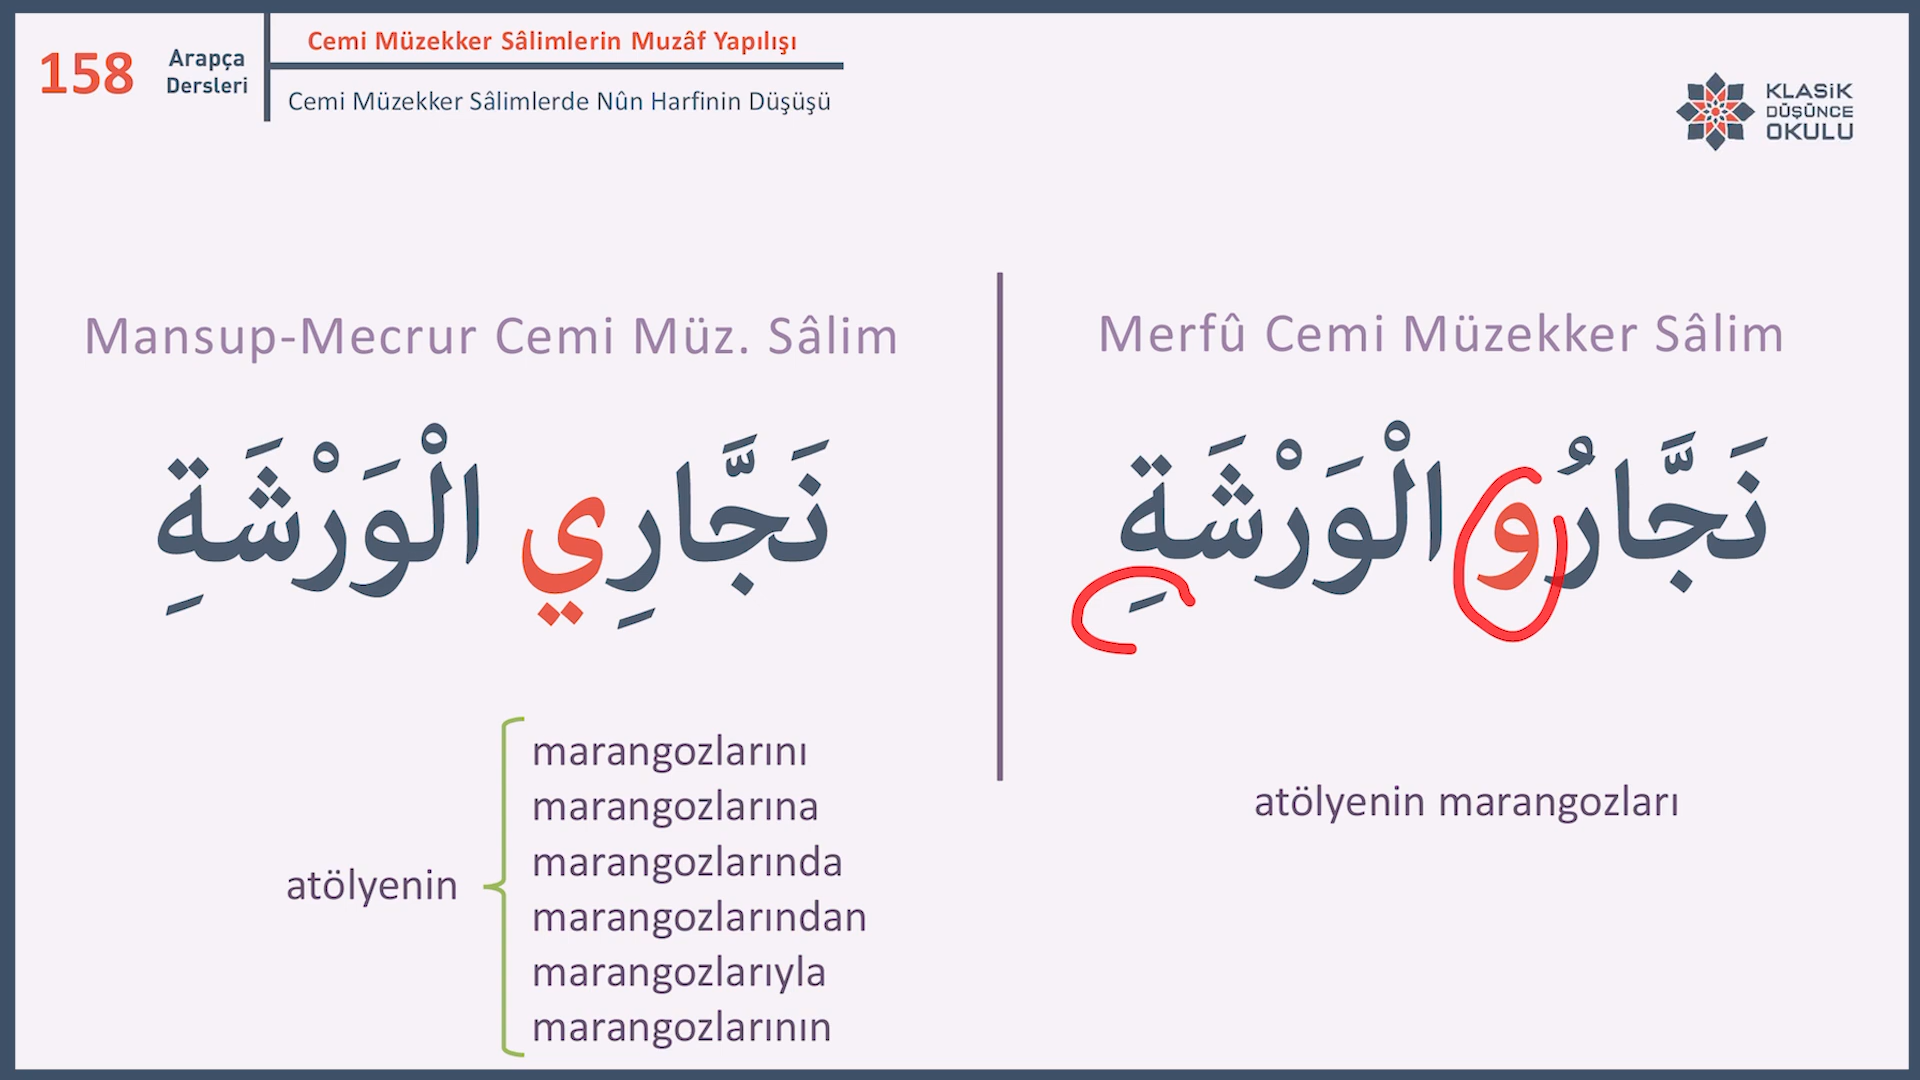 158
Arapça
Dersleri
Cemi Müzekker Sâlimlerin Muzâf Yapılışı
Cemi Müzekker Sâlimlerde Nûn Harfinin Düşüşü
KLASiK
DÜŞÜNCE
OKULU
Mansup-Mecrur Cemi Müz. Sâlim
نَجَّارِي الْوَرْشَةِ
atölyenin
marangozlarını
marangozlarına
marangozlarında
marangozlarından
marangozlarıyla
marangozlarının
Merfû Cemi Müzekker Sâlim
نَجَّارُو الْوَرْشَةِ
atölyenin marangozları